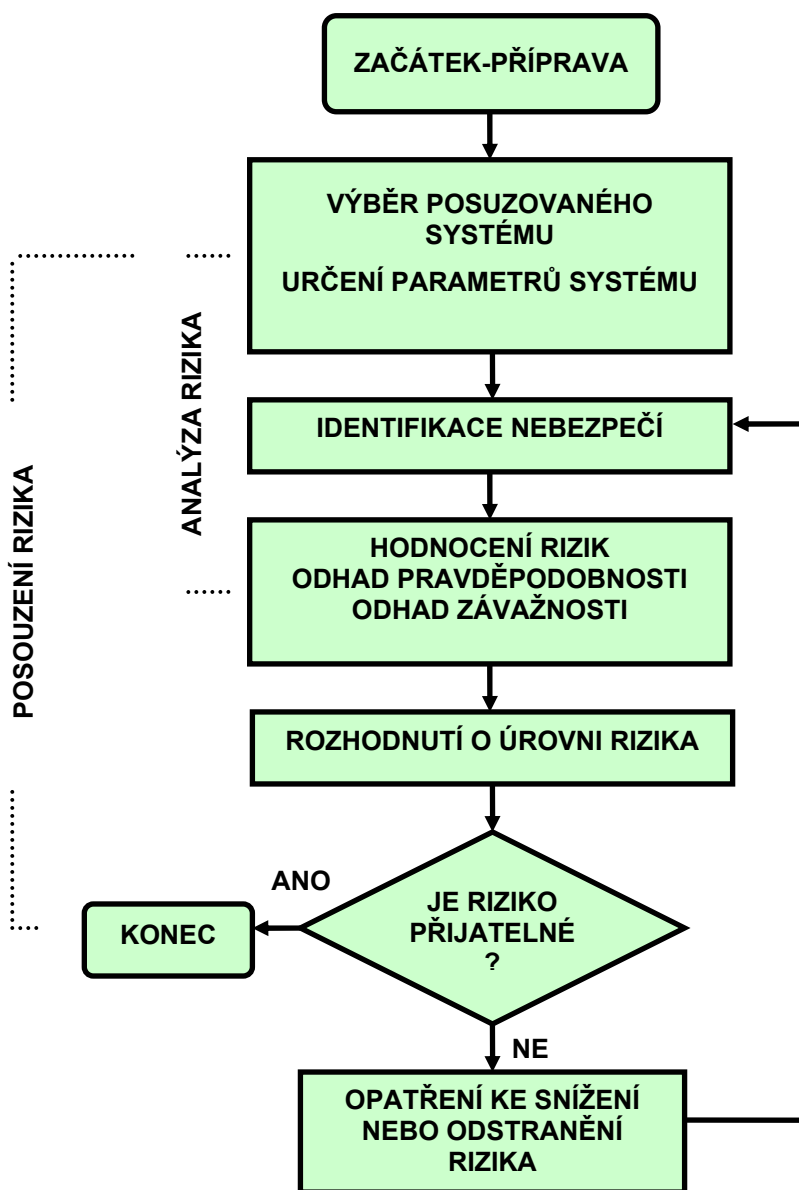 ZAČÁTEK-PŘÍPRAVA
VÝBĚR POSUZOVANÉHO
SYSTÉMU
URČENÍ PARAMETRŮ SYSTÉMU
ANALÝZA RIZIKA
POSOUZENÍ RIZIKA
IDENTIFIKACE NEBEZPEČÍ
HODNOCENÍ RIZIK
ODHAD PRAVDĚPODOBNOSTI
ODHAD ZÁVAŽNOSTI
ROZHODNUTÍ O ÚROVNI RIZIKA
ANO
JE RIZIKO
PŘIJATELNÉ
?
KONEC
NE
OPATŘENÍ KE SNÍŽENÍ
NEBO ODSTRANĚNÍ
RIZIKA